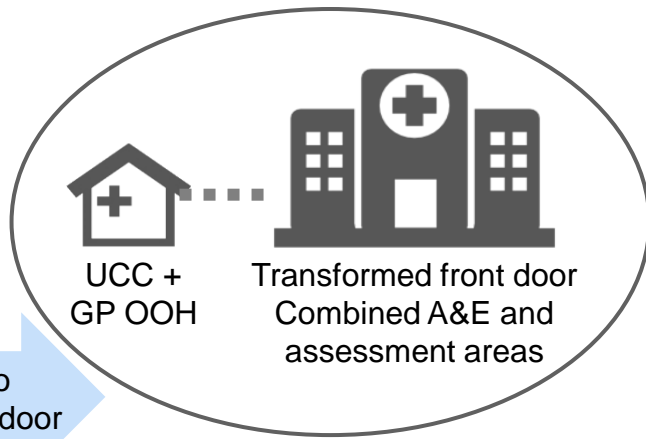 UCC +
GP OOH
Transformed front door
Combined A&E and
assessment areas
door